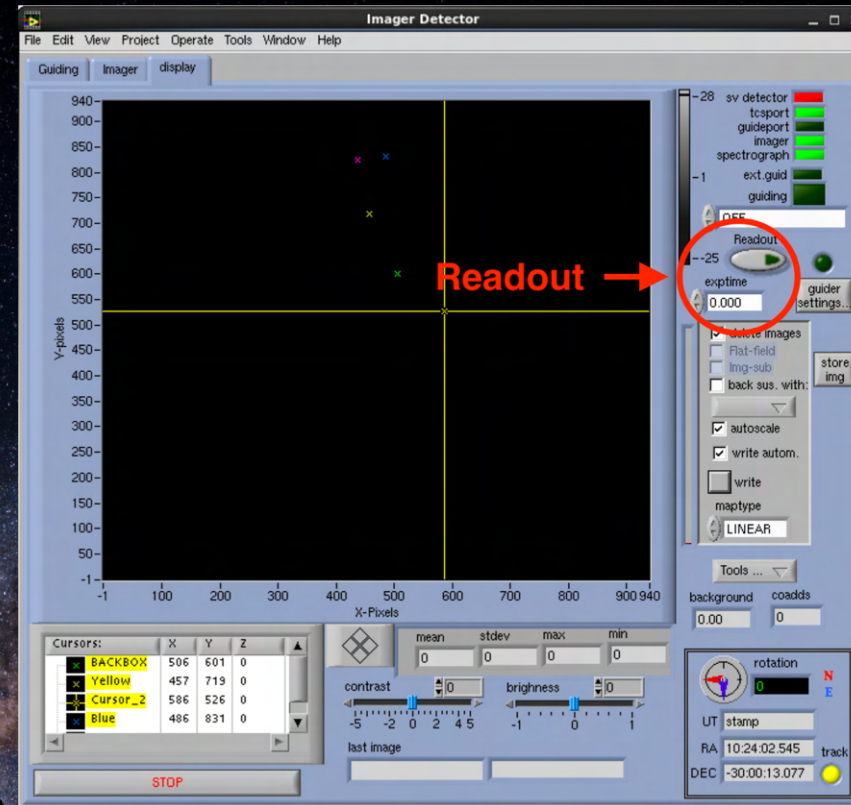 Imager Detector
File Edit View Project Operate Tools Window Help
Guiding Imager display
940
900
850
800
750
700
650
600
550
500
450
400
350
300
250
200
150
100
50
-1
Y-pixels
-1 100 200 300 400 500 600 700 800 900 940
X-Pixels
28
-1
-25
sv detector
tcsport
guideport
imager
spectrograph
ext.guid
guiding
OFF
Readout
Readout
exptime
0.000
guider
settings...
delete images
Flat-field
Img-sub
back sus. with:
store
img
autoscale
write autom.
write
maptype
LINEAR
Tools ...
background coadds
0.00 0
Cursors: X Y Z
BACKBOX 506 601 0
Yellow 457 719 0
Cursor_2 586 526 0
Blue 486 831 0
STOP
mean stdev max min
0 0 0 0
contrast 0
-5 -2 0 2 4 5
brighness 0
-1 0 1
last image
rotation
0
N
E
UT stamp
RA 10:24:02.545 track
DEC -30:00:13.077